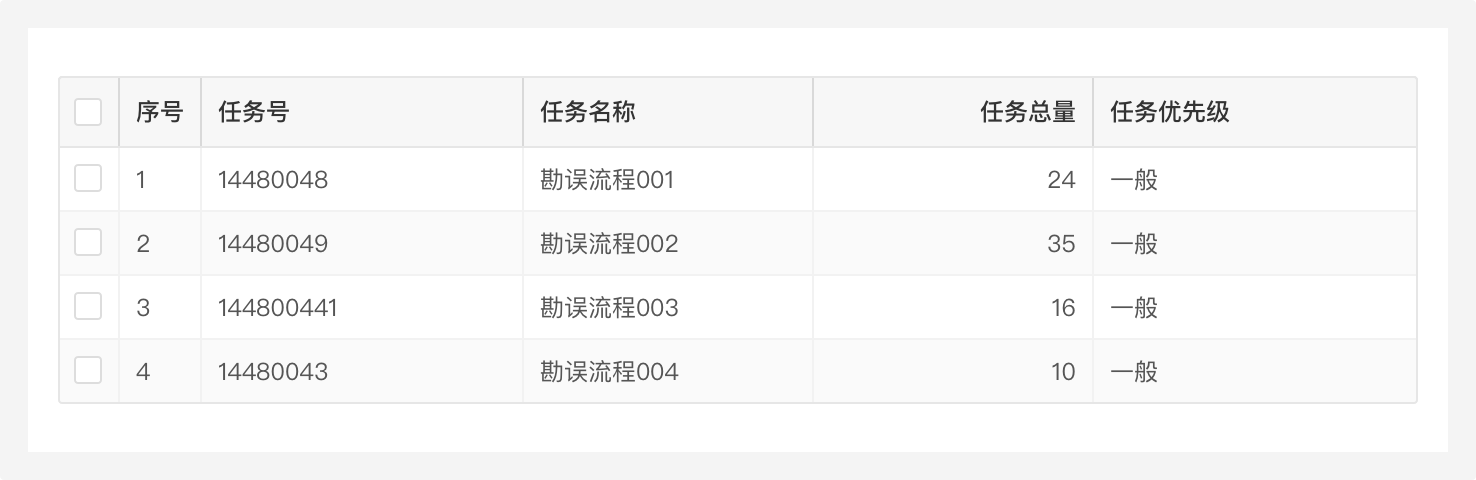 序号 任务号 任务名称 任务总量 任务优先级
1 14480048 勘误流程001 24 一般
2 14480049 勘误流程002 35 一般
3 144800441 勘误流程003 16 一般
4 14480043 勘误流程004 10 一般